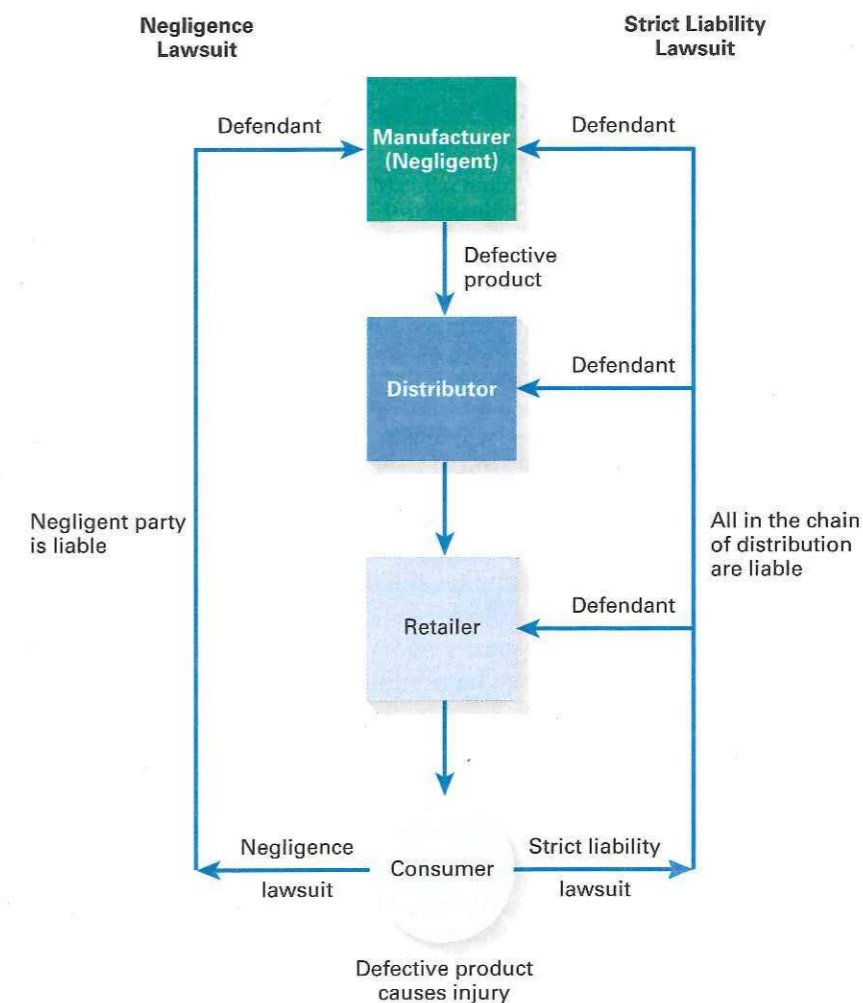 Negligence
Lawsuit
Strict Liability
Lawsuit
Defendant
Manufacturer
(Negligent)
Defendant
Defective
product
Distributor
Defendant
Negligent party
is liable
All in the chain
of distribution
are liable
Retailer
Defendant
Negligence
lawsuit
Consumer
Strict liability
lawsuit
Defective product
causes injury